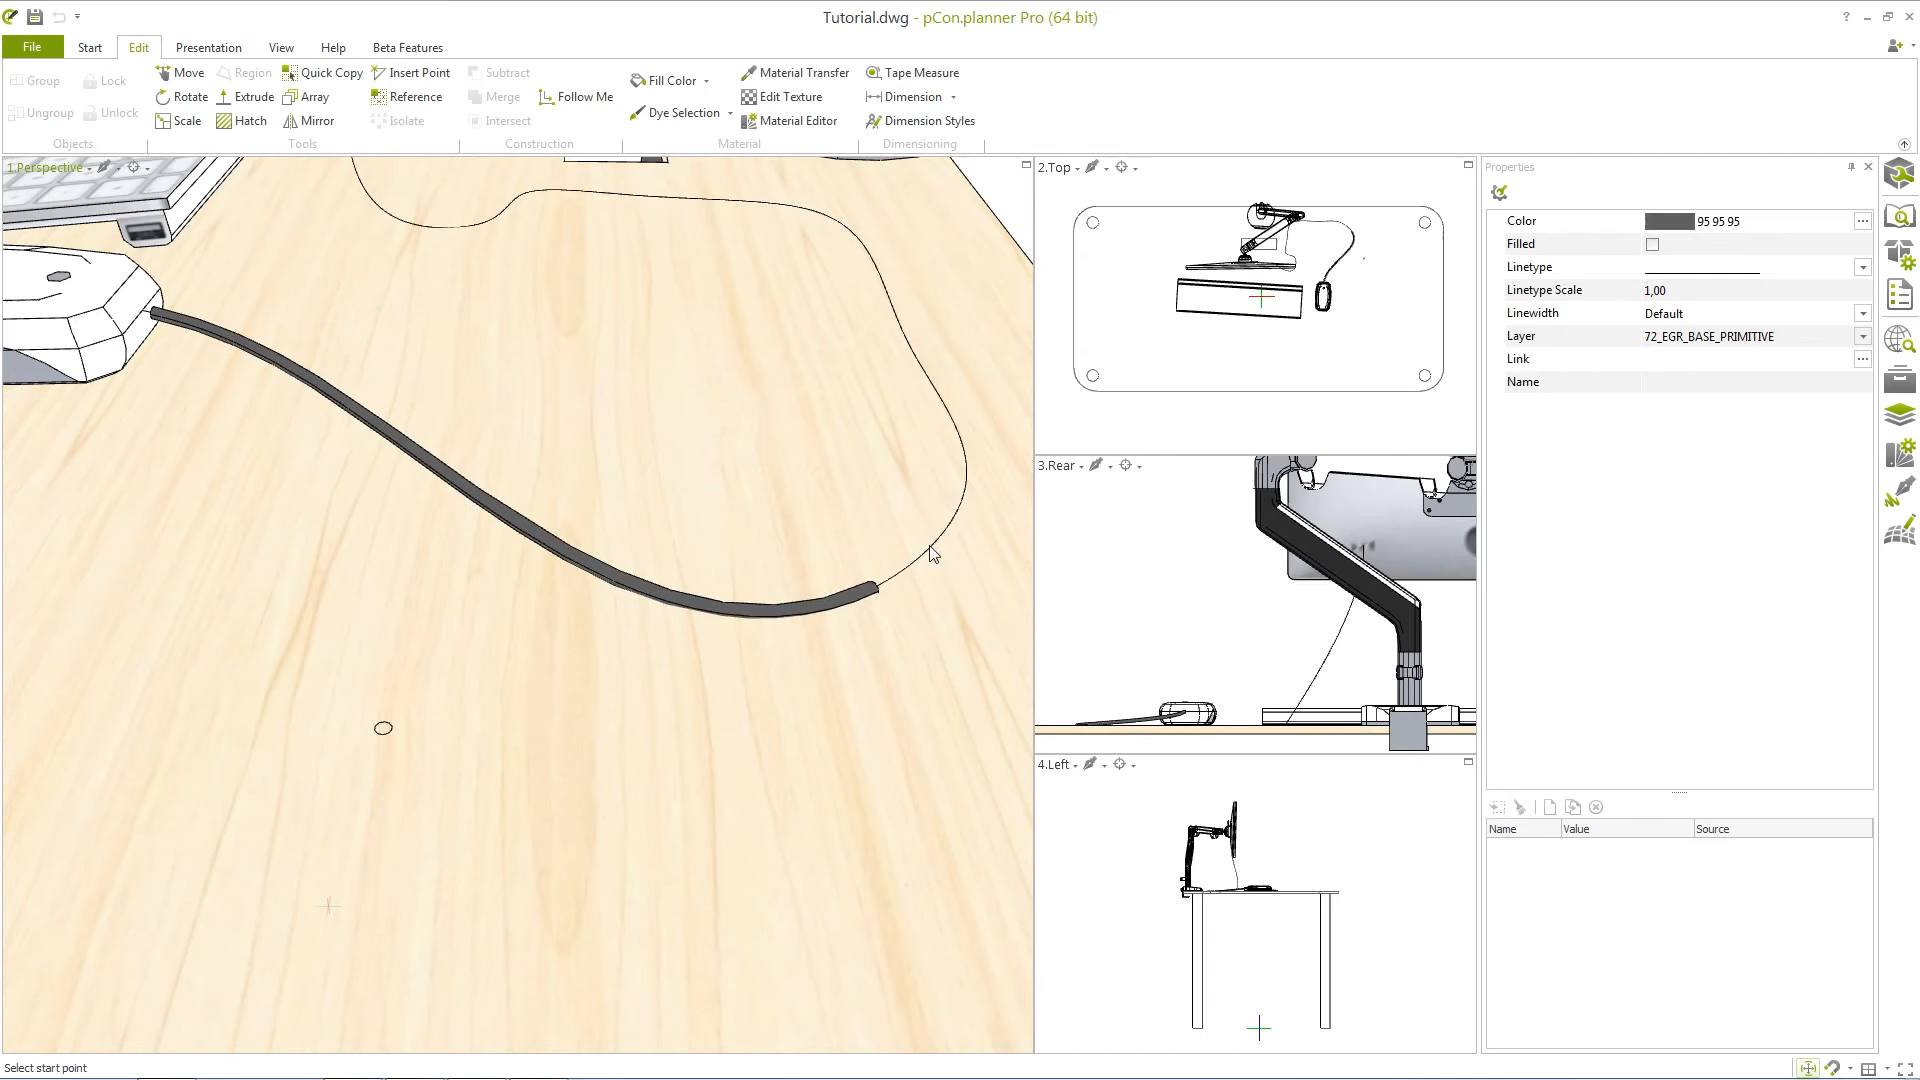 Tutorial.dwg - pCon.planner Pro (64 bit)
File Start Edit Presentation View Help Beta Features
Group Lock Move Region Quick Copy Insert Point Subtract Fill Color Material Transfer Tape Measure
Rotate Extrude Array Reference Merge Follow Me Edit Texture Dimension
Ungroup Unlock Scale Hatch Mirror Isolate Intersect Dye Selection Material Editor Dimension Styles
Objects Tools Construction Material Dimensioning
1.Perspective
2.Top
3.Rear
4.Left
Properties
Color 95 95 95
Filled
Linetype
Linetype Scale 1,00
Linewidth Default
Layer 72_EGR_BASE_PRIMITIVE
Link
Name
Name Value Source
Select start point